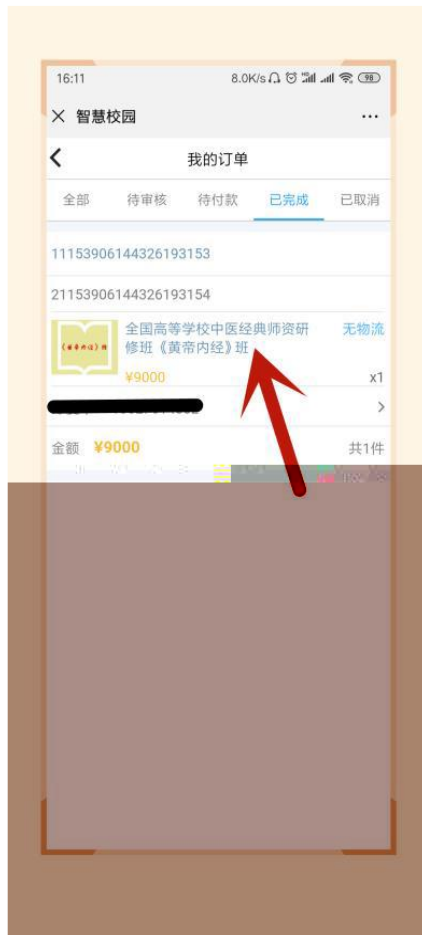 16:11
8.0K/s
98
智慧校园
我的订单
全部
待审核
待付款
已完成
已取消
11153906144326193153
21153906144326193154
全国高等学校中医经典师资研
修班《黄帝内经》班
无物流
¥9000
x1
金额 ¥9000
共1件